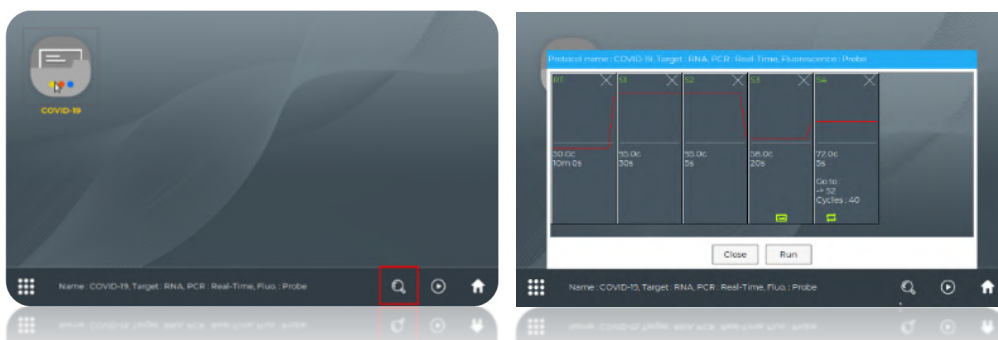 COVID-19
Name : COVID-19, Target : RNA, PCR : Real-Time, Fluo. : Probe
Protocol name : COVID-19, Target : RNA, PCR : Real-Time, Fluorescence : Probe
RT S1 S2 S3 S4
50.0c 95.0c 95.0c 58.0c 72.0c
10m 0s 30s 5s 20s 5s
Go to :
-> S2
Cycles : 40
Close Run
Name : COVID-19, Target : RNA, PCR : Real-Time, Fluo. : Probe